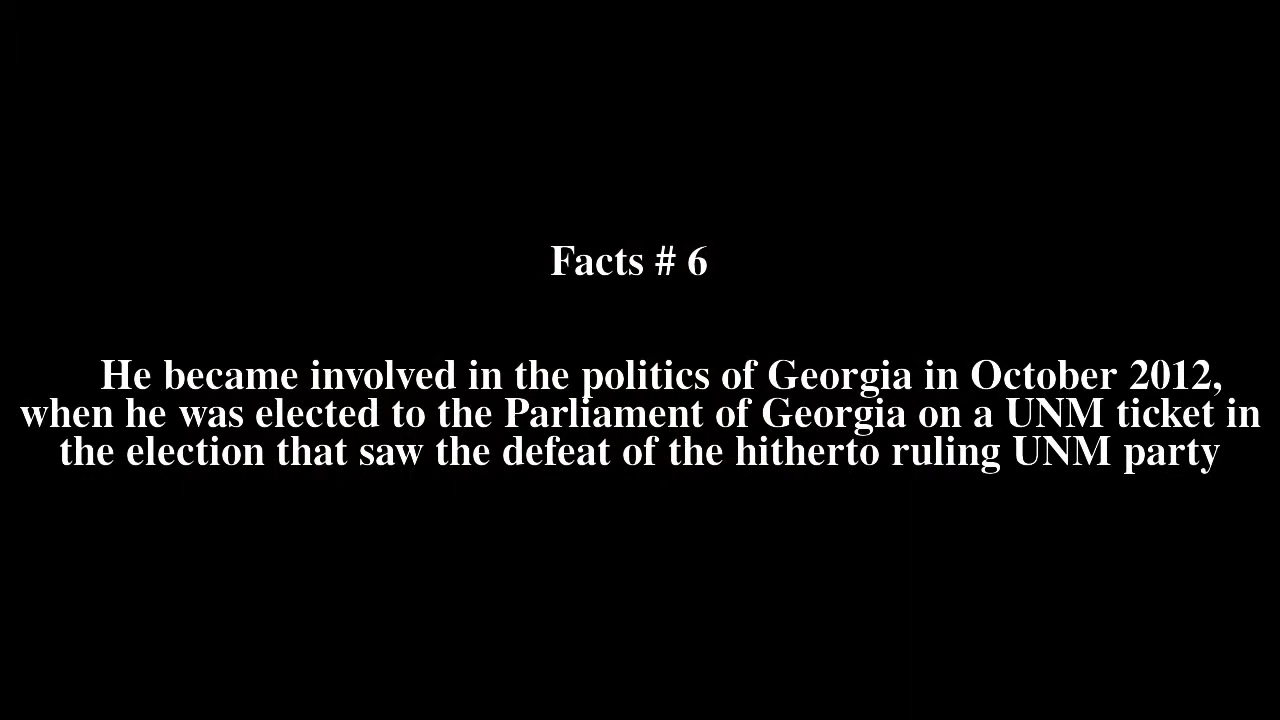 Facts # 6
He became involved in the politics of Georgia in October 2012,
when he was elected to the Parliament of Georgia on a UNM ticket in
the election that saw the defeat of the hitherto ruling UNM party